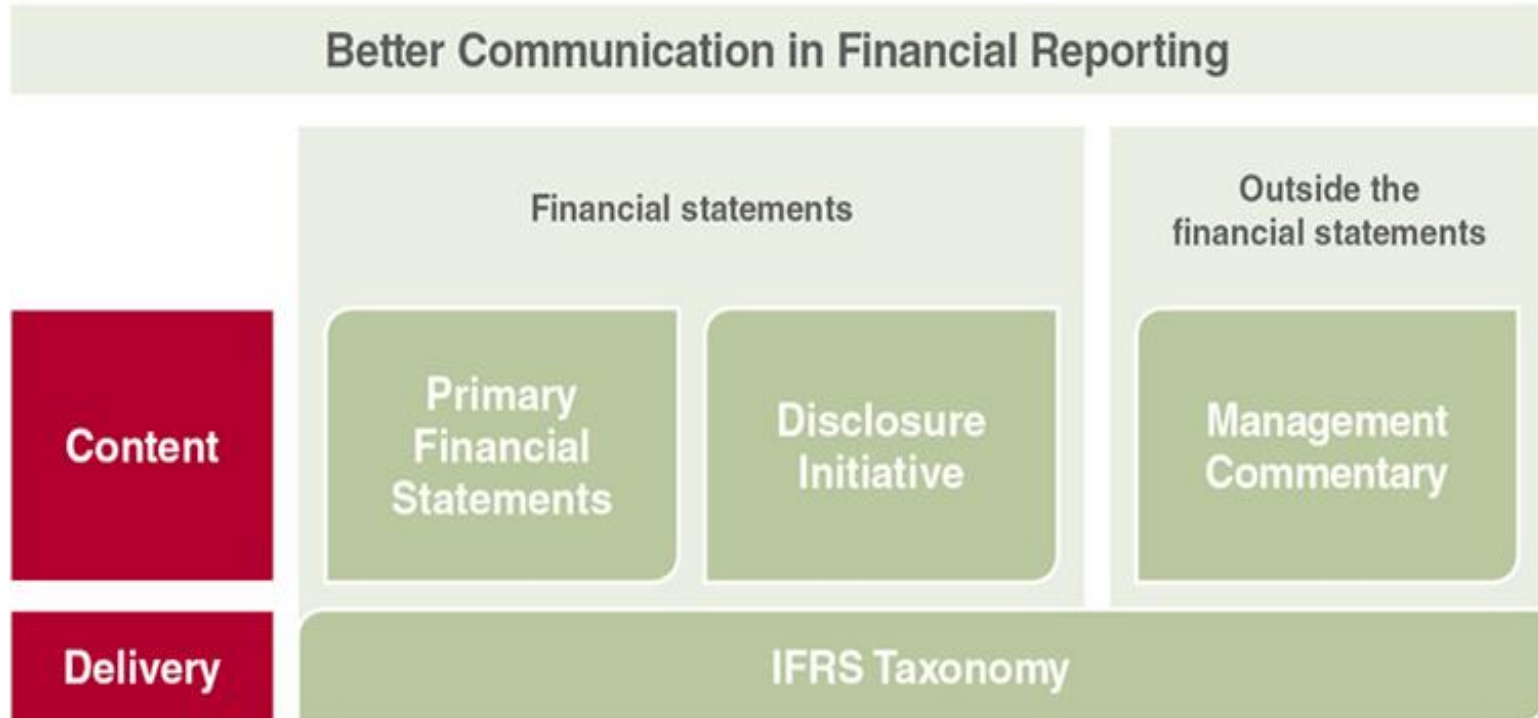 Better Communication in Financial Reporting
Financial statements
Outside the
financial statements
Content
Primary
Financial
Statements
Disclosure
Initiative
Management
Commentary
Delivery
IFRS Taxonomy